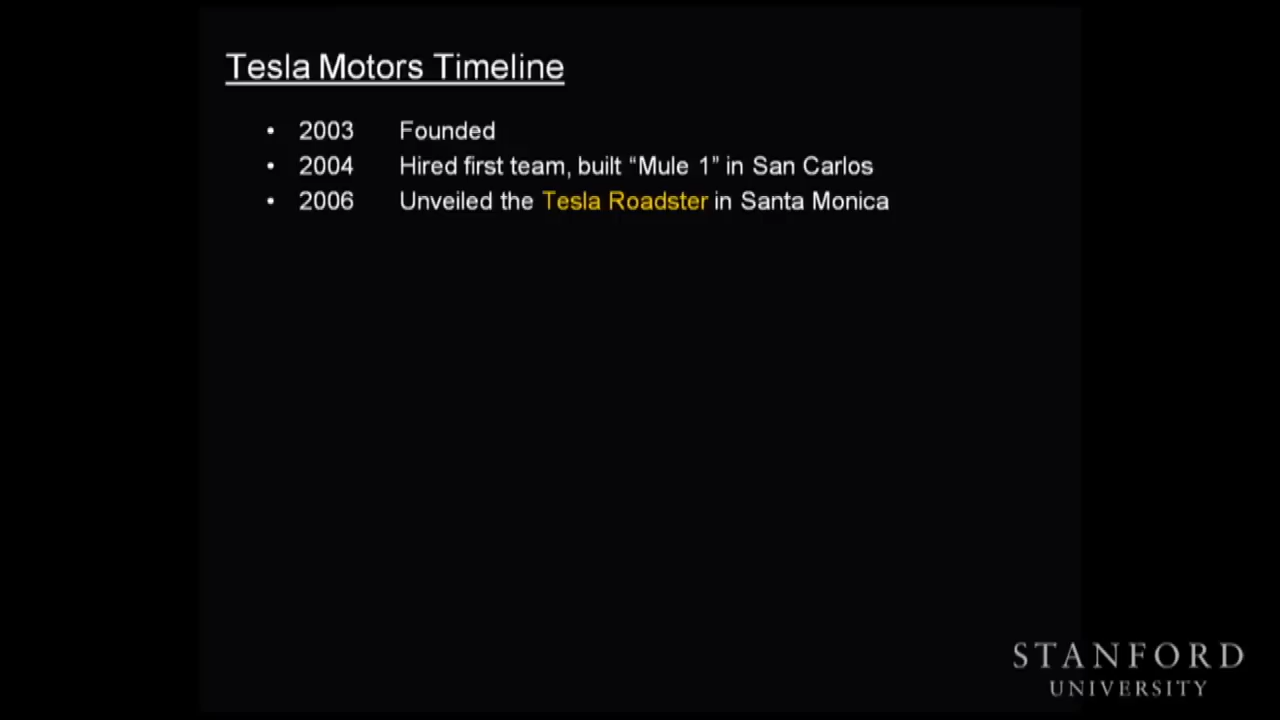 Tesla Motors Timeline
• 2003 Founded
• 2004 Hired first team, built “Mule 1” in San Carlos
• 2006 Unveiled the Tesla Roadster in Santa Monica
STANFORD
UNIVERSITY